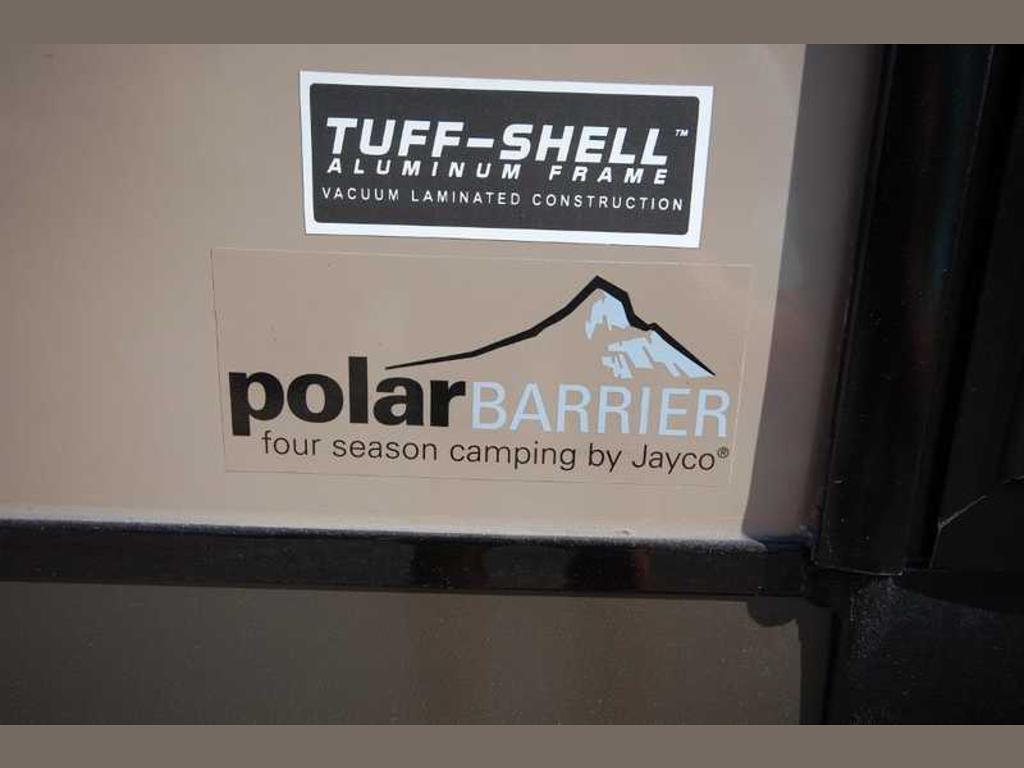 TUFF-SHELL™
ALUMINUM FRAME
VACUUM LAMINATED CONSTRUCTION
polarBARRIER
four season camping by Jayco®